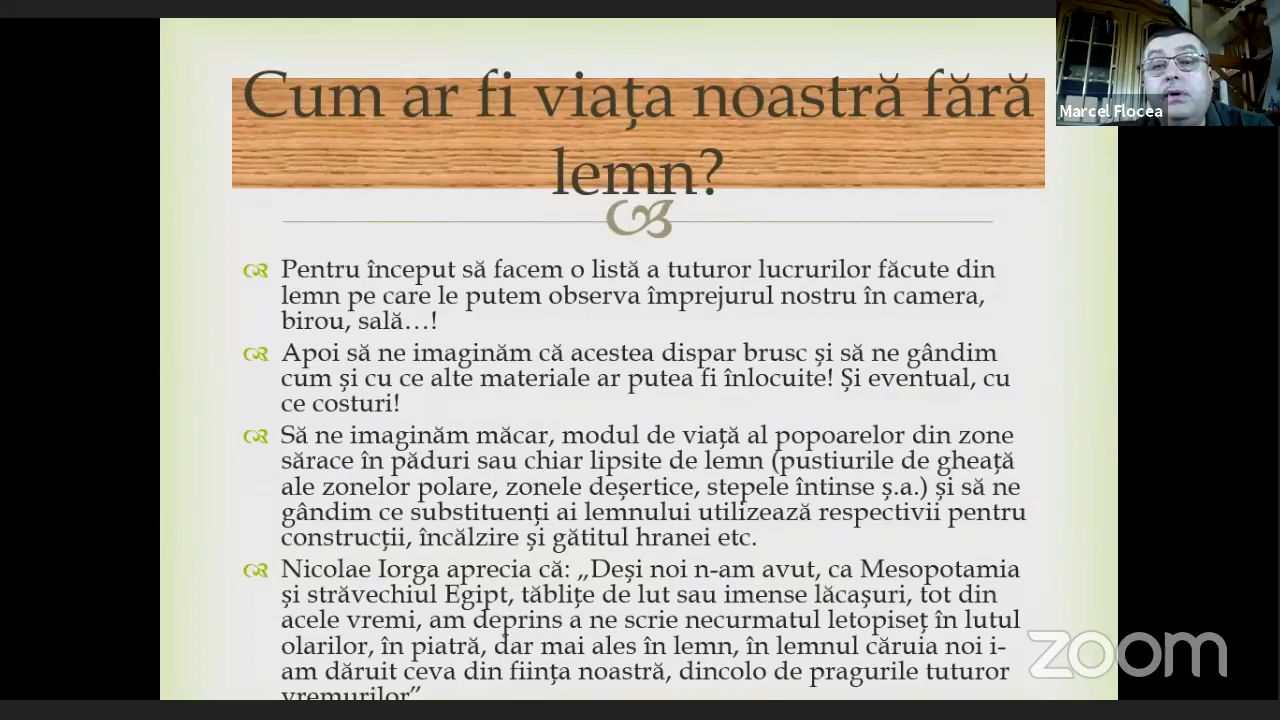 Cum ar fi viața noastră fără
lemn?
Pentru început să facem o listă a tuturor lucrurilor făcute din
lemn pe care le putem observa împrejurul nostru în camera,
birou, sală…!
Apoi să ne imaginăm că acestea dispar brusc și să ne gândim
cum și cu ce alte materiale ar putea fi înlocuite! Și eventual, cu
ce costuri!
Să ne imaginăm măcar, modul de viață al popoarelor din zone
sărace în păduri sau chiar lipsite de lemn (pustiurile de gheață
ale zonelor polare, zonele deșertice, stepele întinse ș.a.) și să ne
gândim ce substituenți ai lemnului utilizează respectivii pentru
construcții, încălzire și gătitul hranei etc.
Nicolae Iorga aprecia că: „Deși noi n-am avut, ca Mesopotamia
și străvechiul Egipt, tăblițe de lut sau imense lăcașuri, tot din
acele vremi, am deprins a ne scrie necurmatul letopiseț în lutul
olarilor, în piatră, dar mai ales în lemn, în lemnul căruia noi i-
am dăruit ceva din ființa noastră, dincolo de pragurile tuturor
vremurilor”
Marcel Flocea
zoom